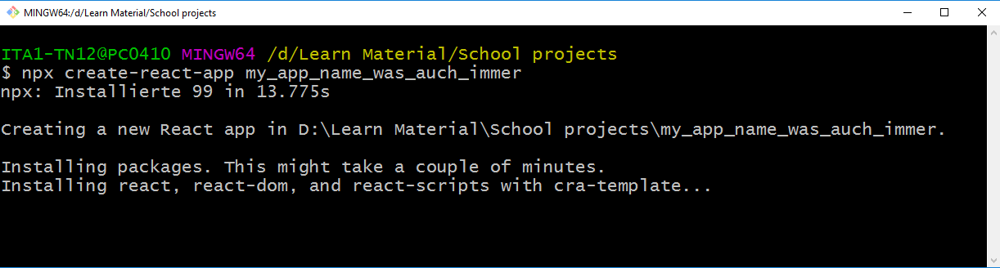 MINGW64:/d/Learn Material/School projects
ITA1-TN12@PC0410 MINGW64 /d/Learn Material/School projects
$ npx create-react-app my_app_name_was_auch_immer
npx: Installierte 99 in 13.775s
Creating a new React app in D:\Learn Material\School projects\my_app_name_was_auch_immer.
Installing packages. This might take a couple of minutes.
Installing react, react-dom, and react-scripts with cra-template...